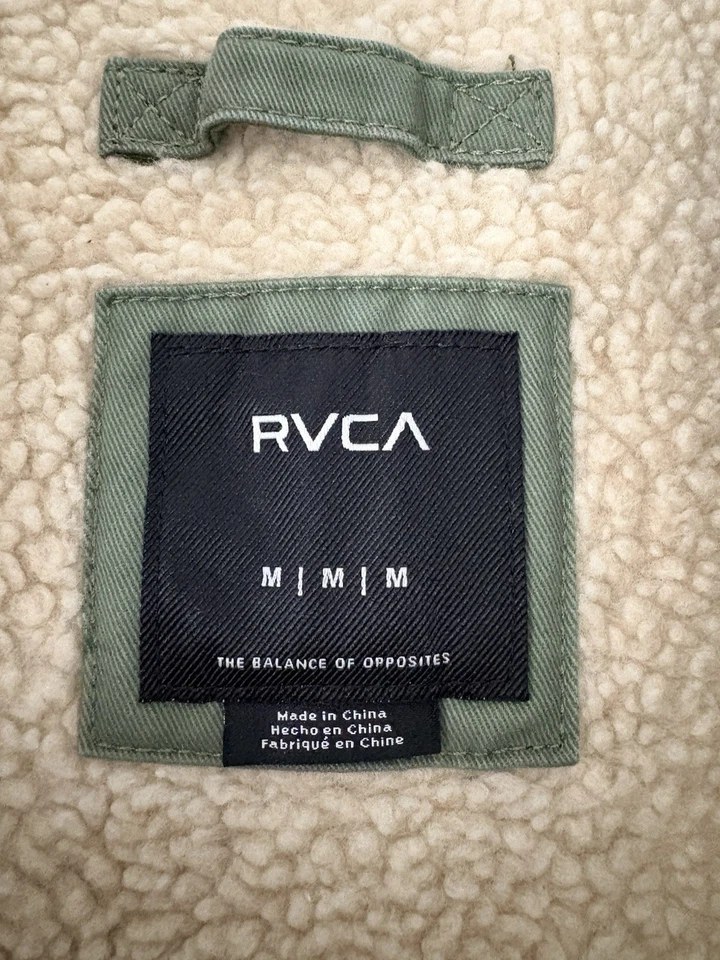 RVCA
M | M | M
THE BALANCE OF OPPOSITES
Made in China
Hecho en China
Fabriqué en Chine